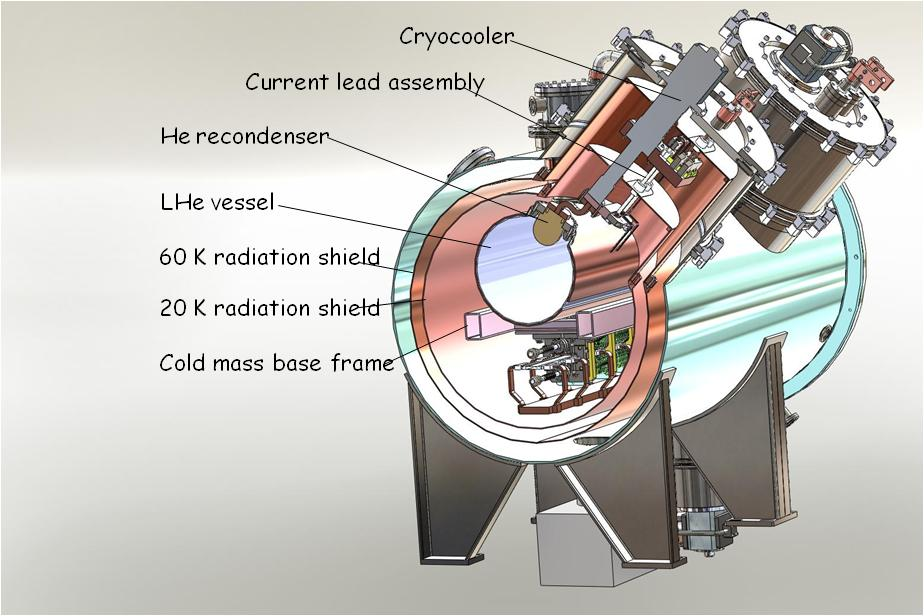 Cryocooler
Current lead assembly
He recondenser
LHe vessel
60 K radiation shield
20 K radiation shield
Cold mass base frame